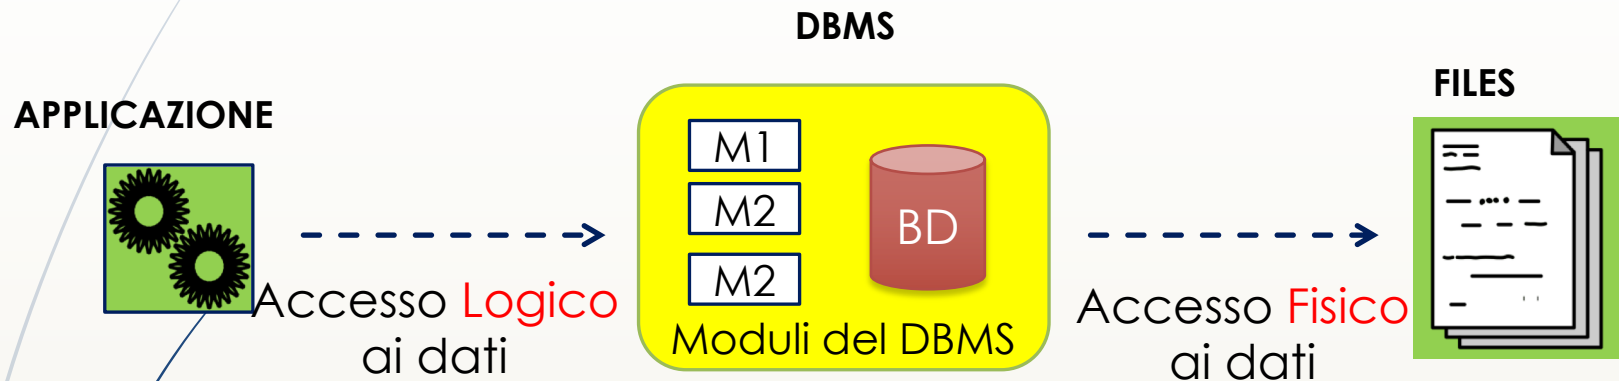 DBMS
FILES
APPLICAZIONE
M1
M2
BD
M2
Accesso Logico
ai dati
Moduli del DBMS
Accesso Fisico
ai dati